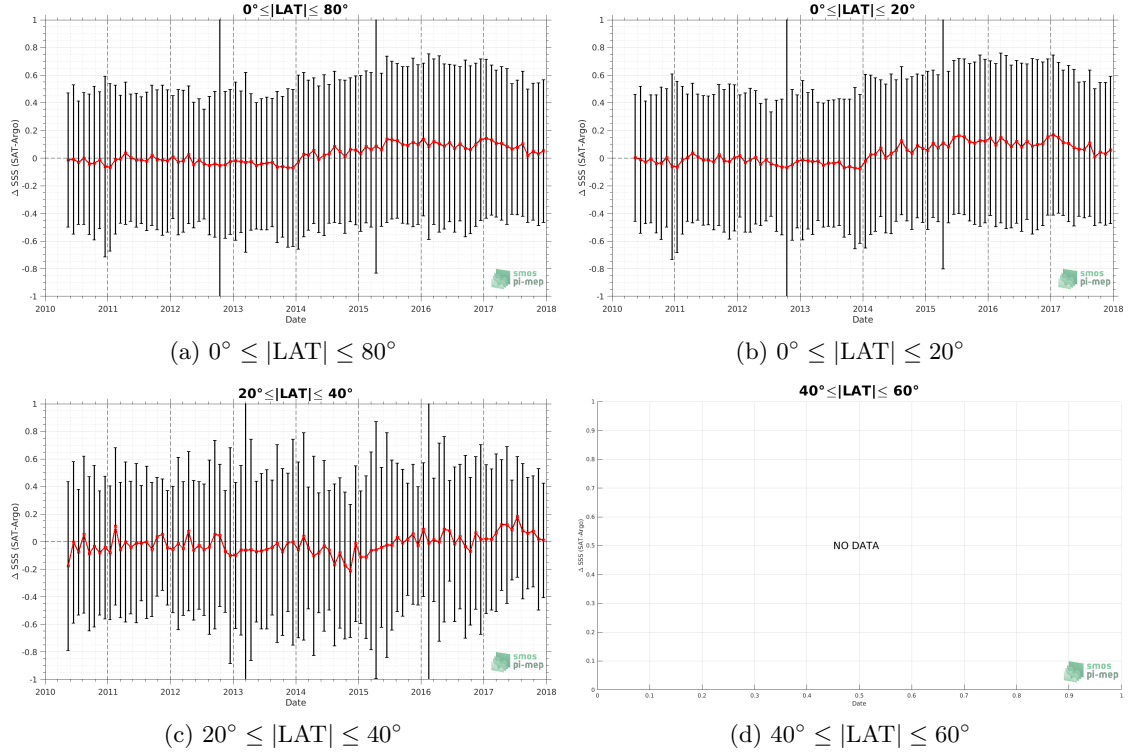 0°≤|LAT|≤ 80°
1
0.8
0.6
0.4
0.2
0
-0.2
-0.4
-0.6
-0.8
-1
Δ SSS (SAT-Argo)
smos
pi-mep
2010 2011 2012 2013 2014 2015 2016 2017 2018
Date
(a) 0° ≤ |LAT| ≤ 80°
0°≤|LAT|≤ 20°
1
0.8
0.6
0.4
0.2
0
-0.2
-0.4
-0.6
-0.8
-1
Δ SSS (SAT-Argo)
smos
pi-mep
2010 2011 2012 2013 2014 2015 2016 2017 2018
Date
(b) 0° ≤ |LAT| ≤ 20°
20°≤|LAT|≤ 40°
1
0.8
0.6
0.4
0.2
0
-0.2
-0.4
-0.6
-0.8
-1
Δ SSS (SAT-Argo)
smos
pi-mep
2010 2011 2012 2013 2014 2015 2016 2017 2018
Date
(c) 20° ≤ |LAT| ≤ 40°
40°≤|LAT|≤ 60°
1
0.9
0.8
0.7
0.6
0.5
0.4
0.3
0.2
0.1
0
Δ SSS (SAT-Argo)
NO DATA
smos
pi-mep
0 0.1 0.2 0.3 0.4 0.5 0.6 0.7 0.8 0.9 1
Date
(d) 40° ≤ |LAT| ≤ 60°